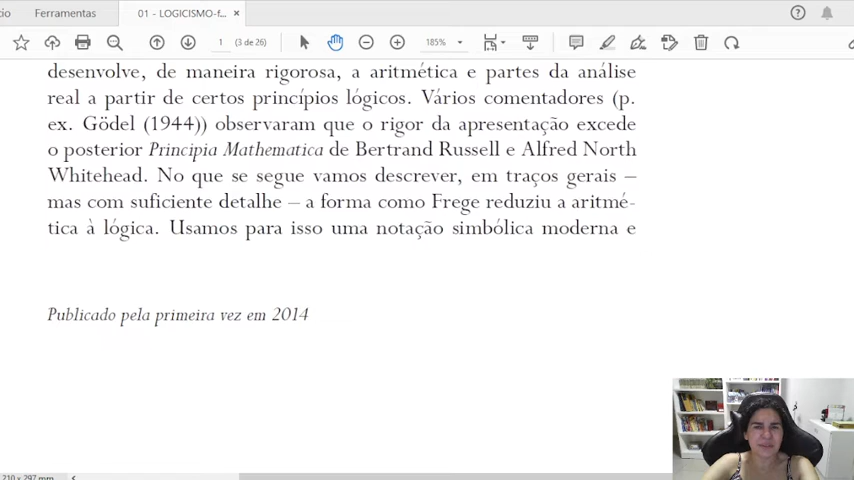 Ferramentas
01 - LOGICISMO-f... ×
1 (3 de 26)
185%
desenvolve, de maneira rigorosa, a aritmética e partes da análise
real a partir de certos princípios lógicos. Vários comentadores (p.
ex. Gödel (1944)) observaram que o rigor da apresentação excede
o posterior Principia Mathematica de Bertrand Russell e Alfred North
Whitehead. No que se segue vamos descrever, em traços gerais –
mas com suficiente detalhe – a forma como Frege reduziu a aritmé-
tica à lógica. Usamos para isso uma notação simbólica moderna e
Publicado pela primeira vez em 2014
210 x 297 mm